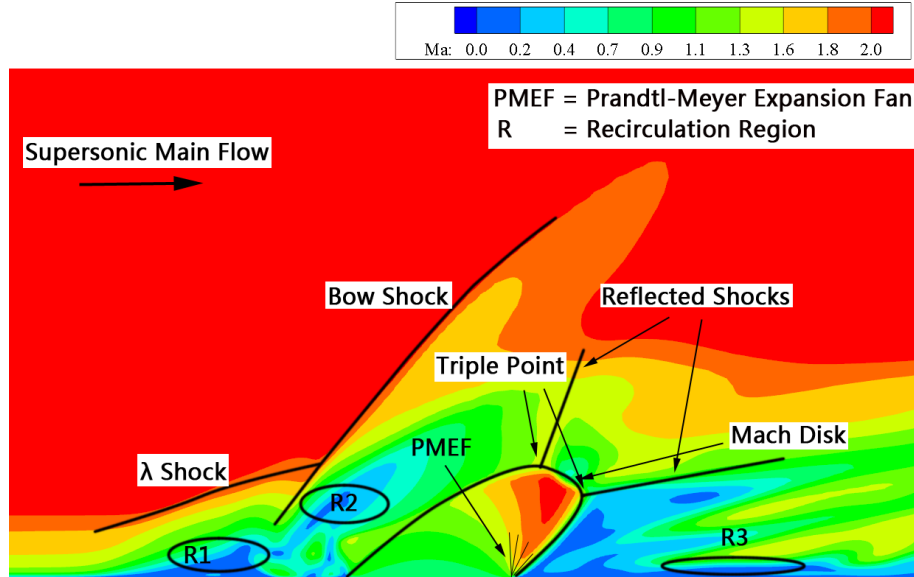 Ma: 0.0 0.2 0.4 0.7 0.9 1.1 1.3 1.6 1.8 2.0
PMEF = Prandtl-Meyer Expansion Fan
R = Recirculation Region
Supersonic Main Flow
Bow Shock
Reflected Shocks
Triple Point
Mach Disk
PMEF
λ Shock
R2
R1
R3